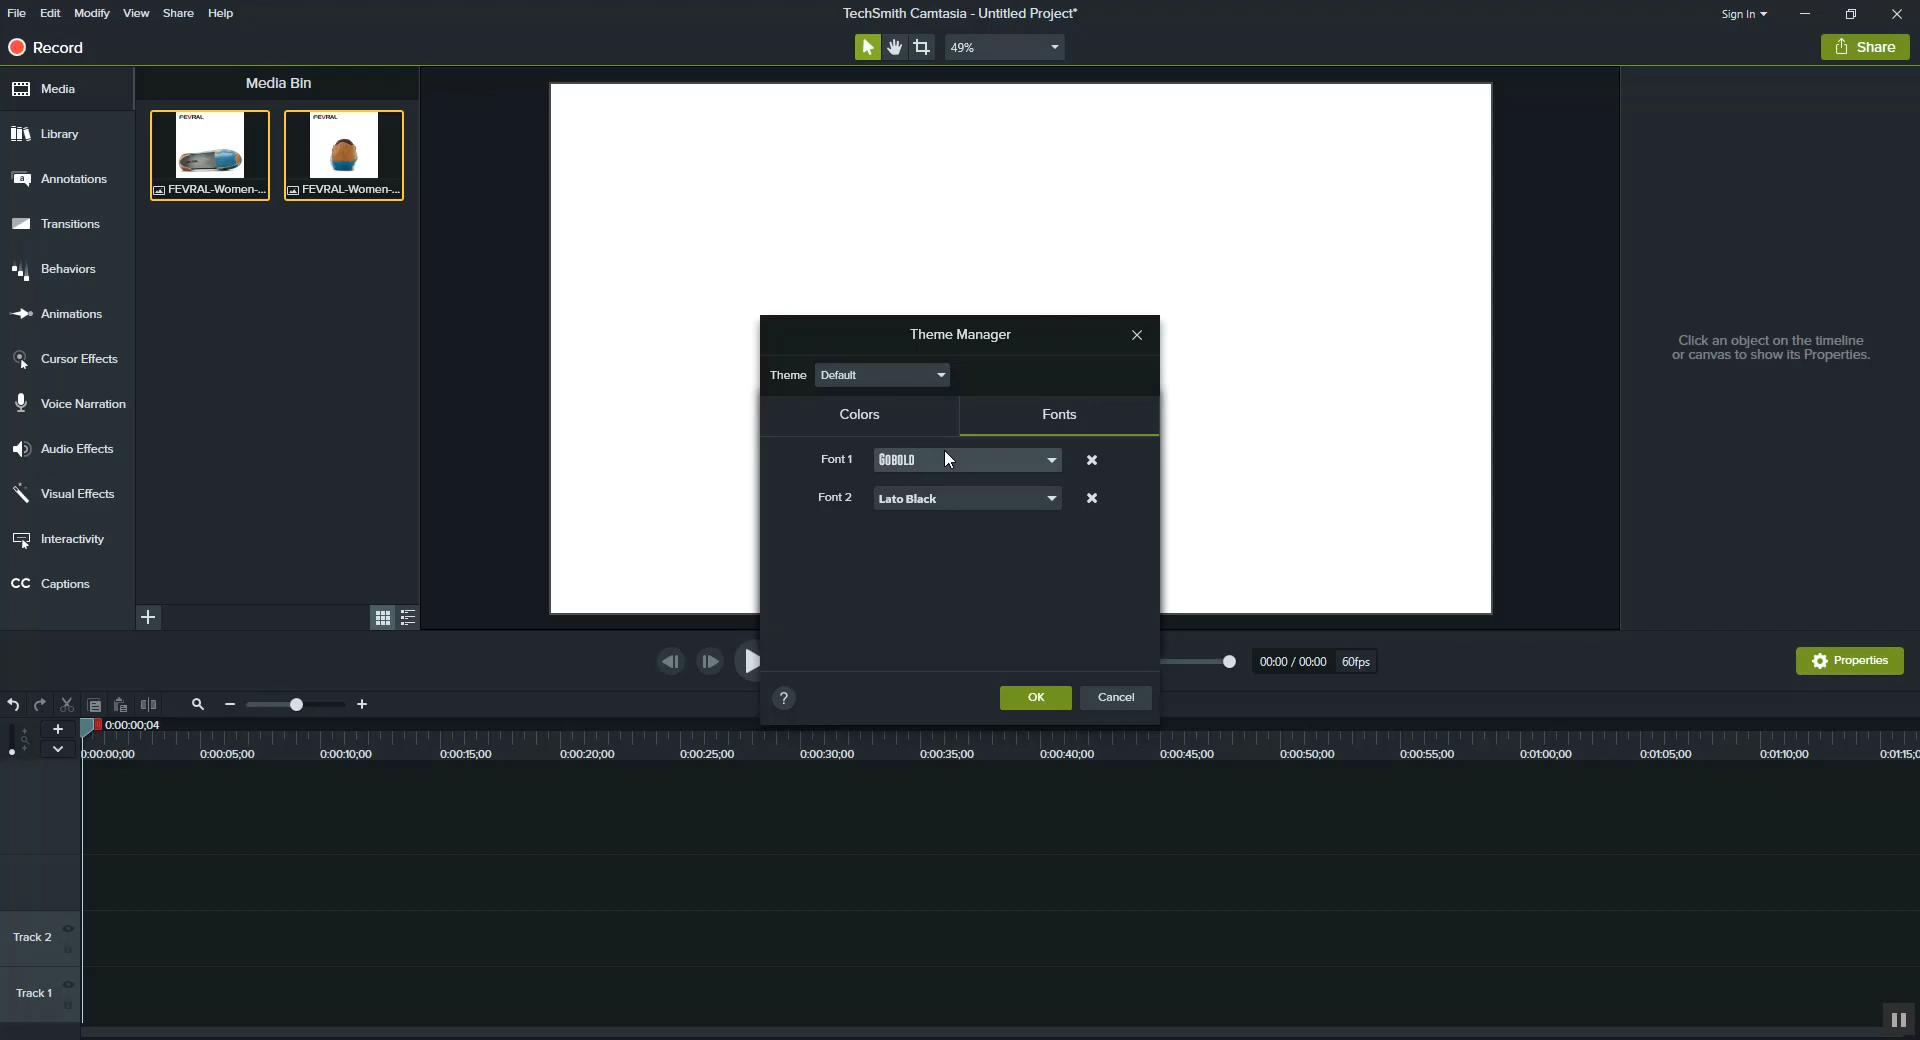 File Edit Modify View Share Help
TechSmith Camtasia - Untitled Project*
Sign In
Record
49%
Share
Media
Media Bin
FEVRAL
FEVRAL
FEVRAL-Women-...
FEVRAL-Women-...
Library
Annotations
Transitions
Behaviors
Animations
Cursor Effects
Voice Narration
Audio Effects
Visual Effects
Interactivity
CC Captions
Click an object on the timeline
or canvas to show its Properties.
Theme Manager
Theme Default
Colors
Fonts
Font 1 GOBOLD
Font 2 Lato Black
?
OK
Cancel
00:00 / 00:00 60fps
Properties
0:00:00;04
0:00:00;00 0:00:05;00 0:00:10;00 0:00:15;00 0:00:20;00 0:00:25;00 0:00:30;00 0:00:35;00 0:00:40;00 0:00:45;00 0:00:50;00 0:00:55;00 0:01:00;00 0:01:05;00 0:01:10;00 0:01:15;0
Track 2
Track 1